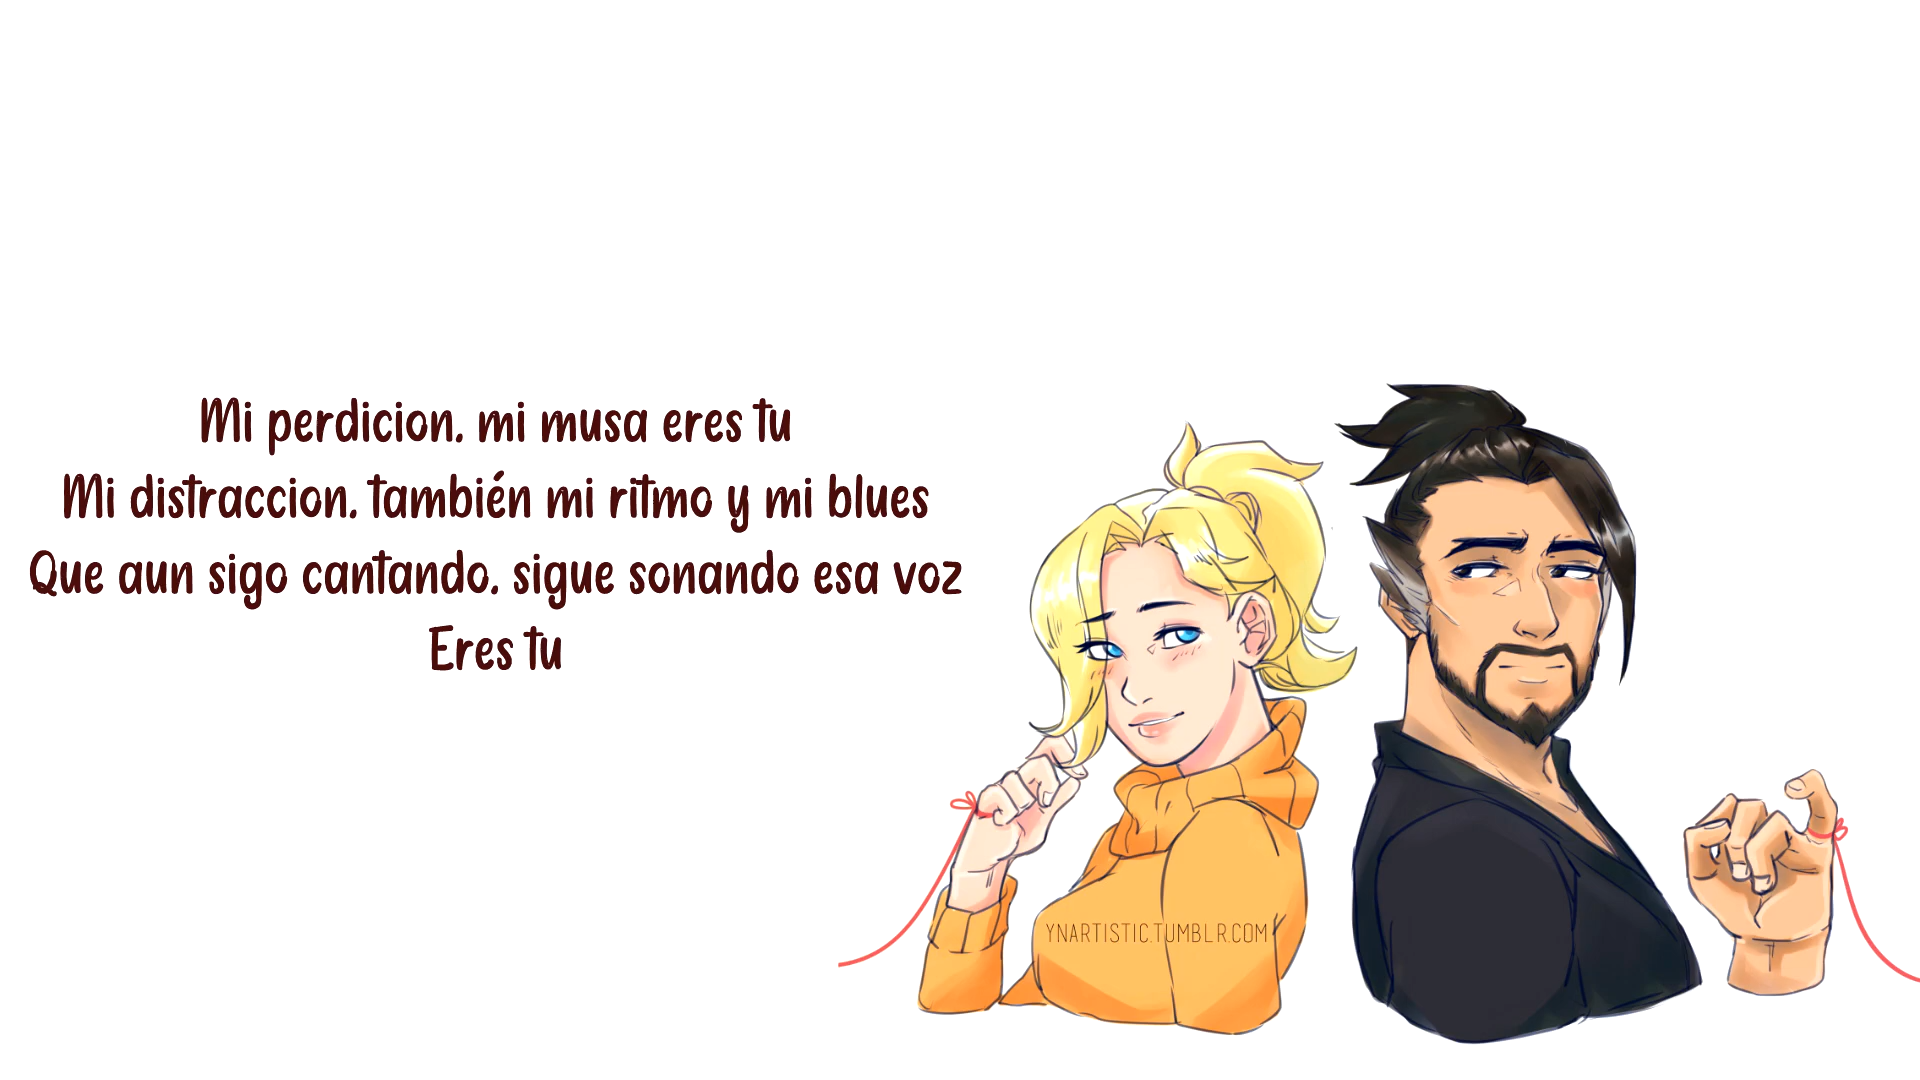 Mi perdicion, mi musa eres tu
Mi distraccion, también mi ritmo y mi blues
Que aun sigo cantando, sigue sonando esa voz
Eres tu
YNARTISTIC.TUMBLR.COM